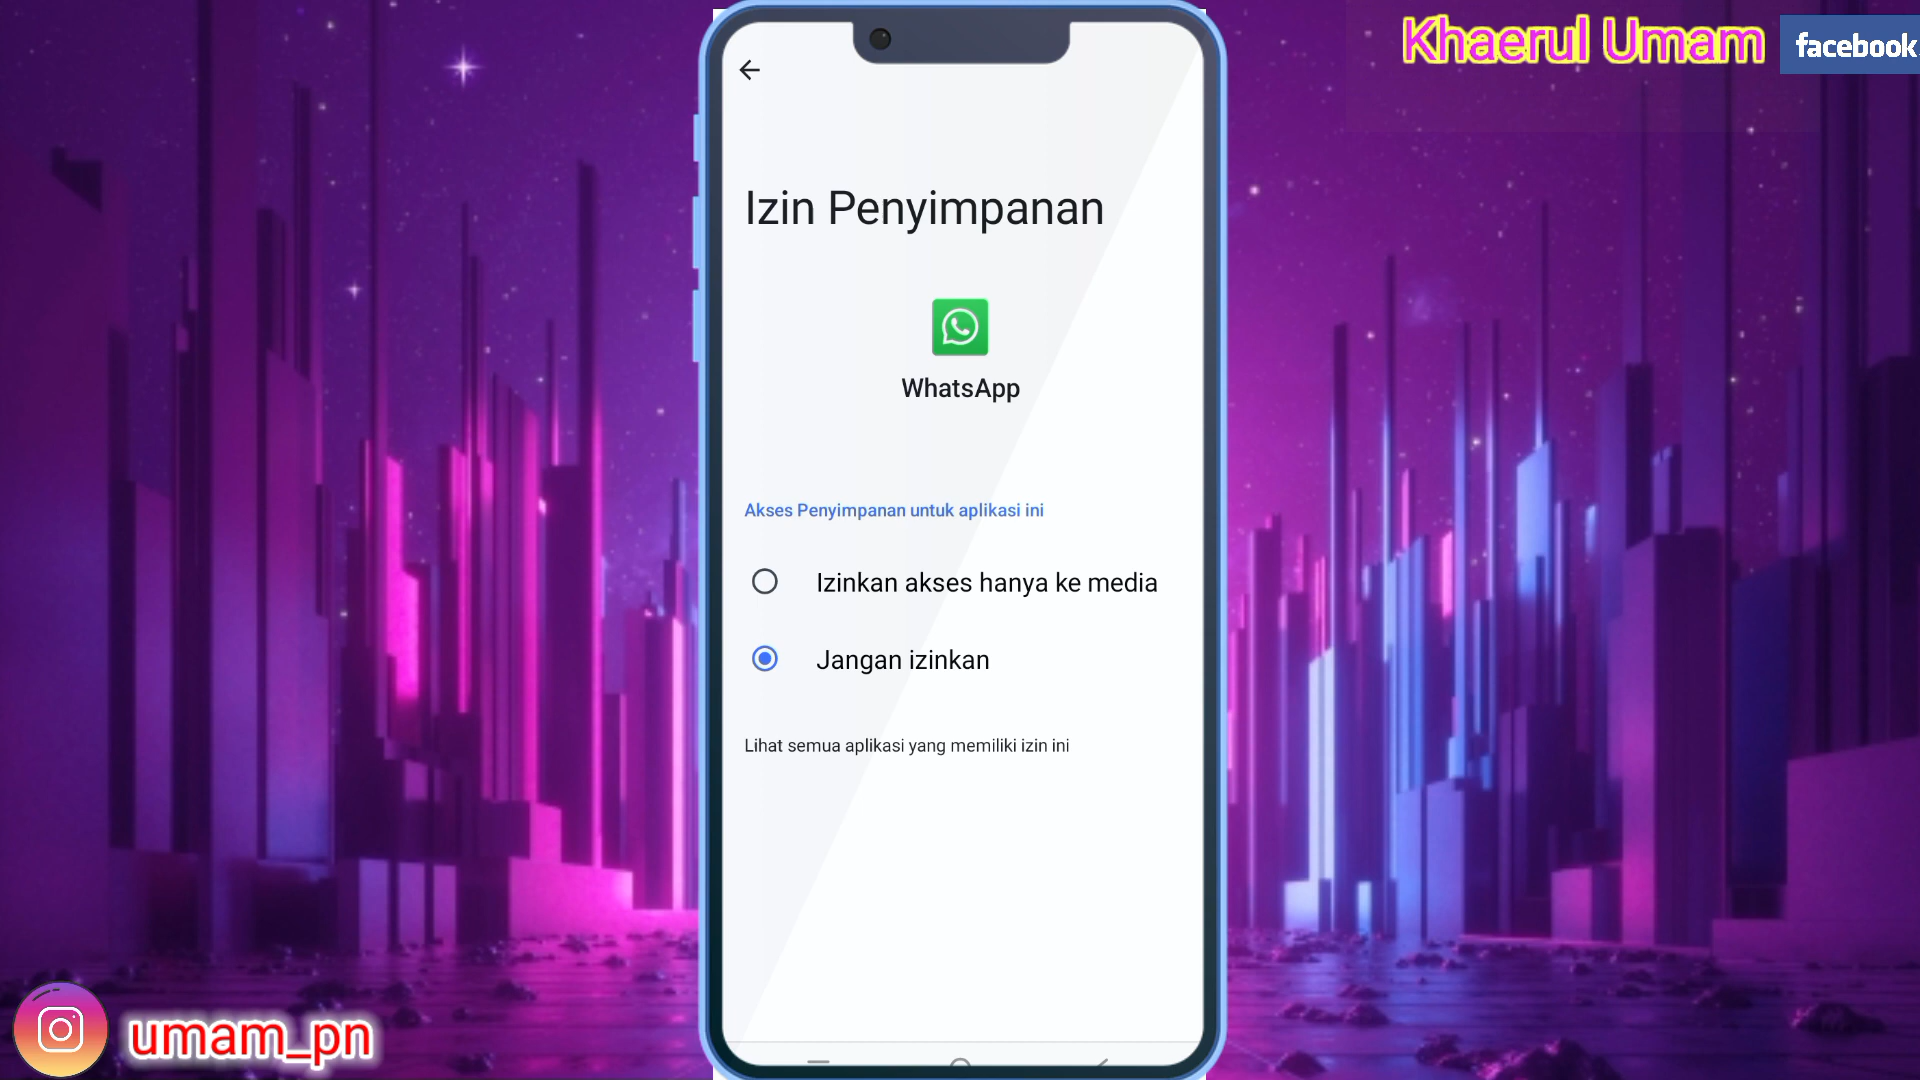 Khaerul Umam
facebook
Izin Penyimpanan
WhatsApp
Akses Penyimpanan untuk aplikasi ini
Izinkan akses hanya ke media
Jangan izinkan
Lihat semua aplikasi yang memiliki izin ini
umam_pn